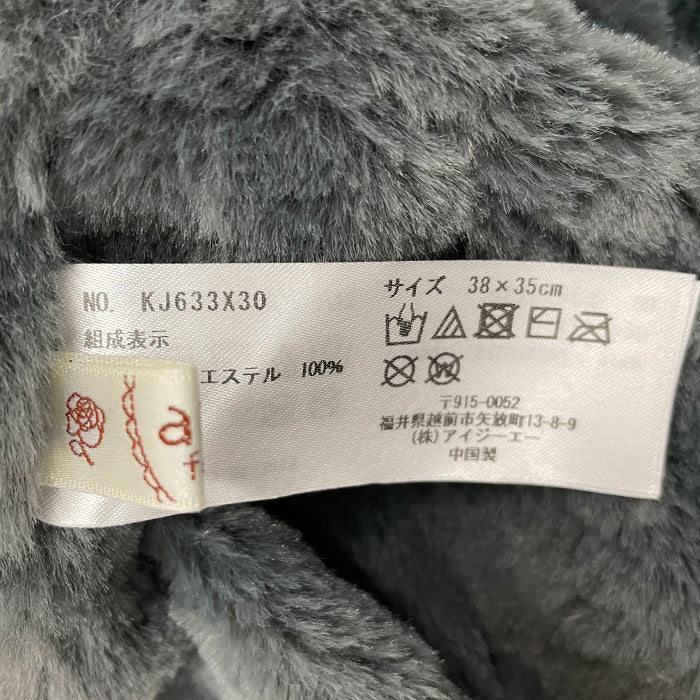 NO. KJ633X30
組成表示
エステル 100%
サイズ 38×35cm
〒915-0052
福井県越前市矢放町13-8-9
(株)アイジーエー
中国製